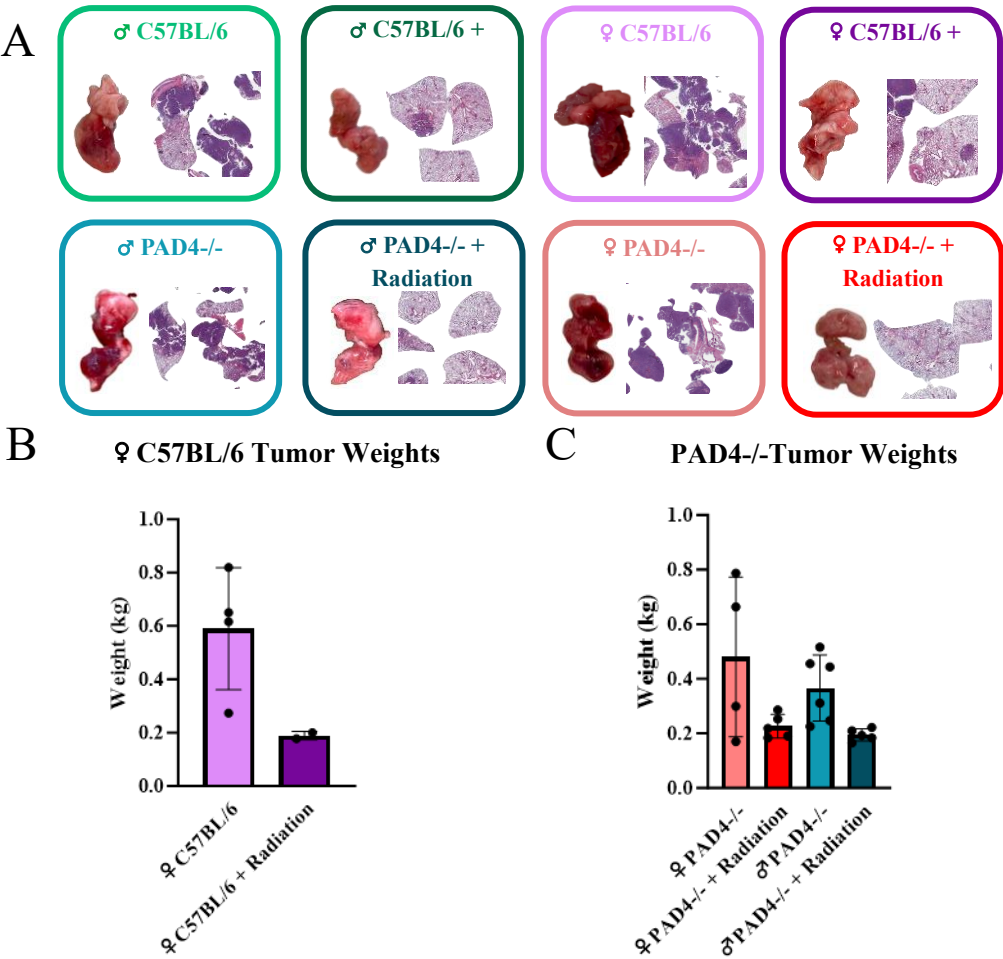 A
♂ C57BL/6
♂ C57BL/6 +
♀ C57BL/6
♀ C57BL/6 +
♂ PAD4-/-
♂ PAD4-/- +
Radiation
♀ PAD4-/-
♀ PAD4-/- +
Radiation
B
♀ C57BL/6 Tumor Weights
1.0
0.8
0.6
0.4
0.2
0.0
Weight (kg)
♀C57BL/6
♀C57BL/6 + Radiation
C
PAD4-/-Tumor Weights
1.0
0.8
0.6
0.4
0.2
0.0
Weight (kg)
♀PAD4-/-
♀PAD4-/- + Radiation
♂PAD4-/-
♂PAD4-/- + Radiation